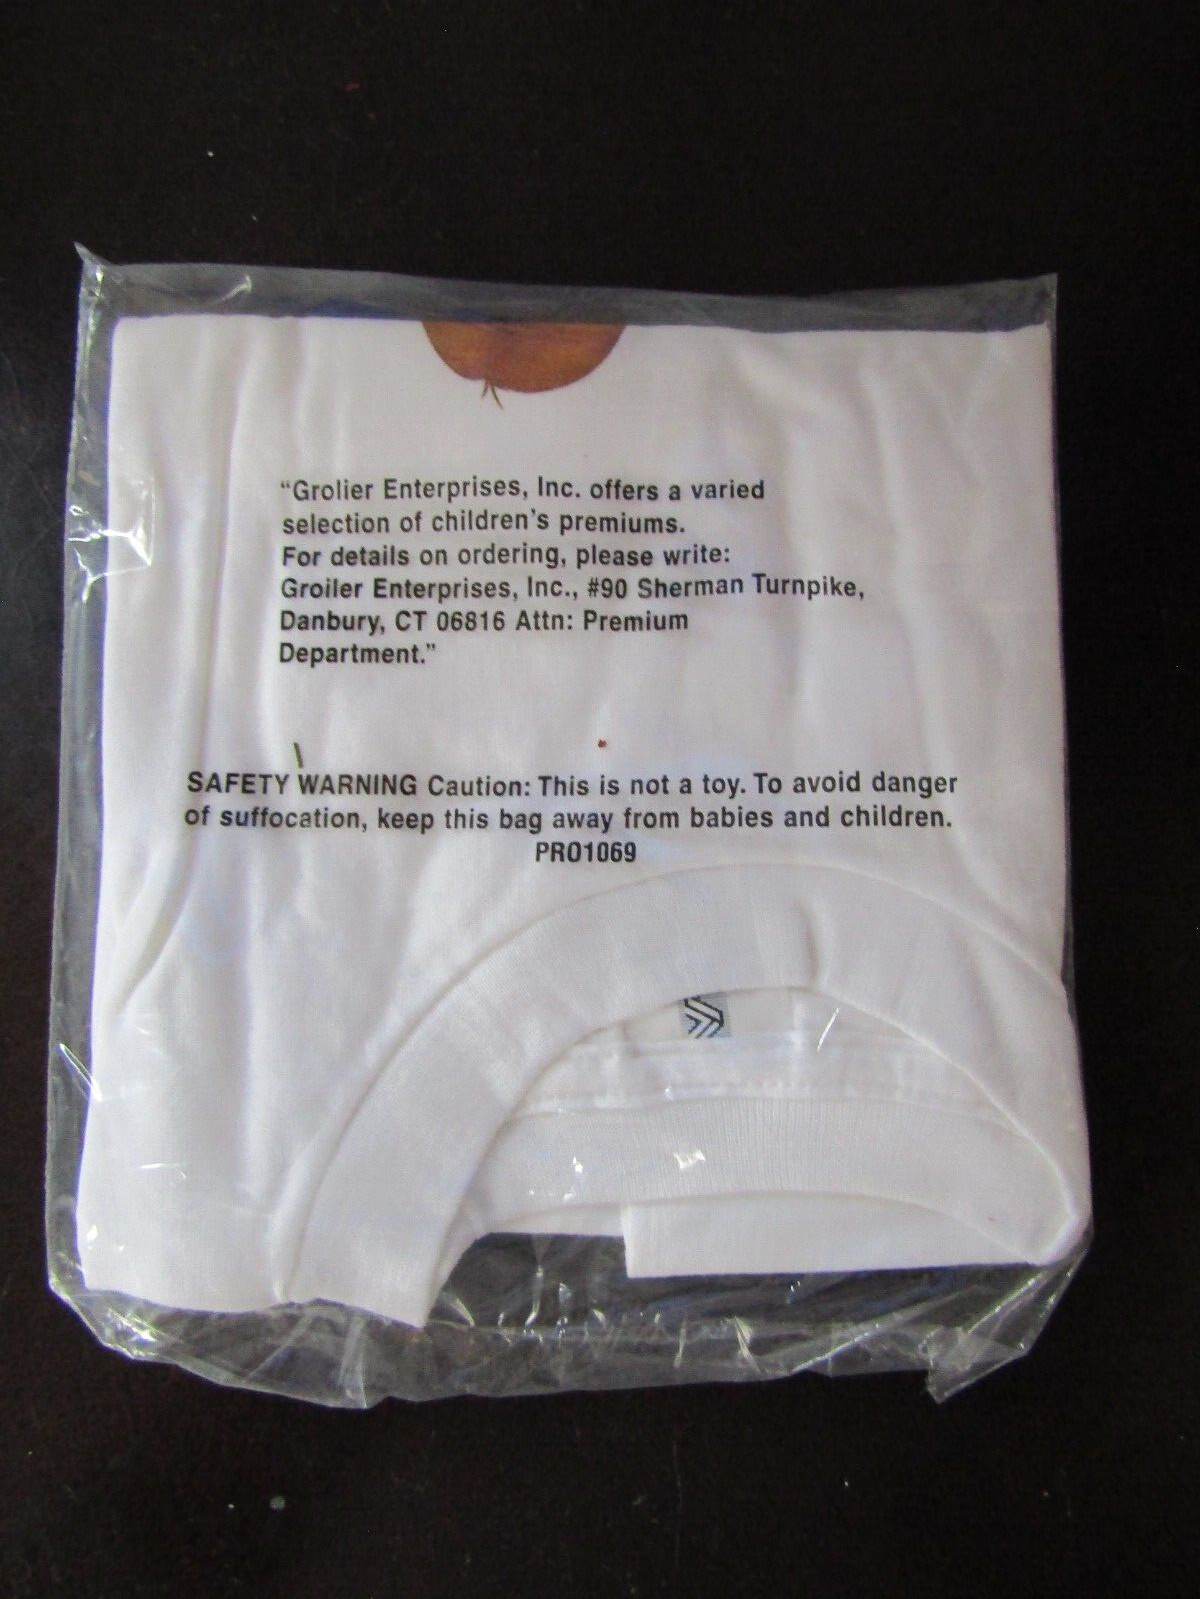 “Grolier Enterprises, Inc. offers a varied
selection of children's premiums.
For details on ordering, please write:
Groiler Enterprises, Inc., #90 Sherman Turnpike,
Danbury, CT 06816 Attn: Premium
Department.”
SAFETY WARNING Caution: This is not a toy. To avoid danger
of suffocation, keep this bag away from babies and children.
PRO1069